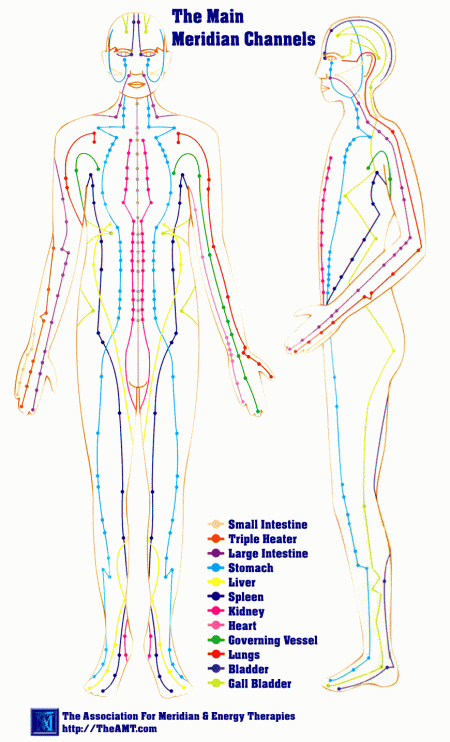 The Main
Meridian Channels
Small Intestine
Triple Heater
Large Intestine
Stomach
Liver
Spleen
Kidney
Heart
Governing Vessel
Lungs
Bladder
Gall Bladder
The Association For Meridian & Energy Therapies
http://TheAMT.com